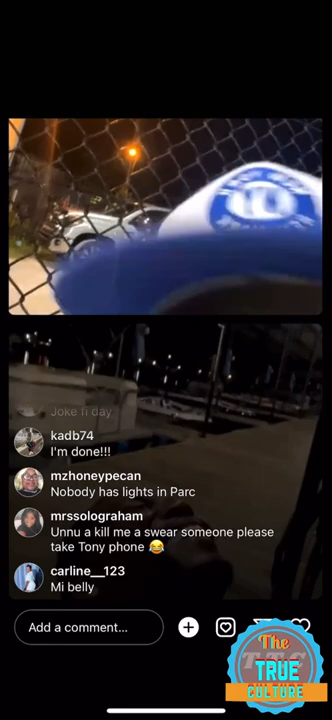 Joke fi day
kadb74
I'm done!!!
mzhoneypecan
Nobody has lights in Parc
mrssolograham
Unnu a kill me a swear someone please
take Tony phone 😂
carline__123
Mi belly
Add a comment...
The
T.T.C
TRUE
CULTURE